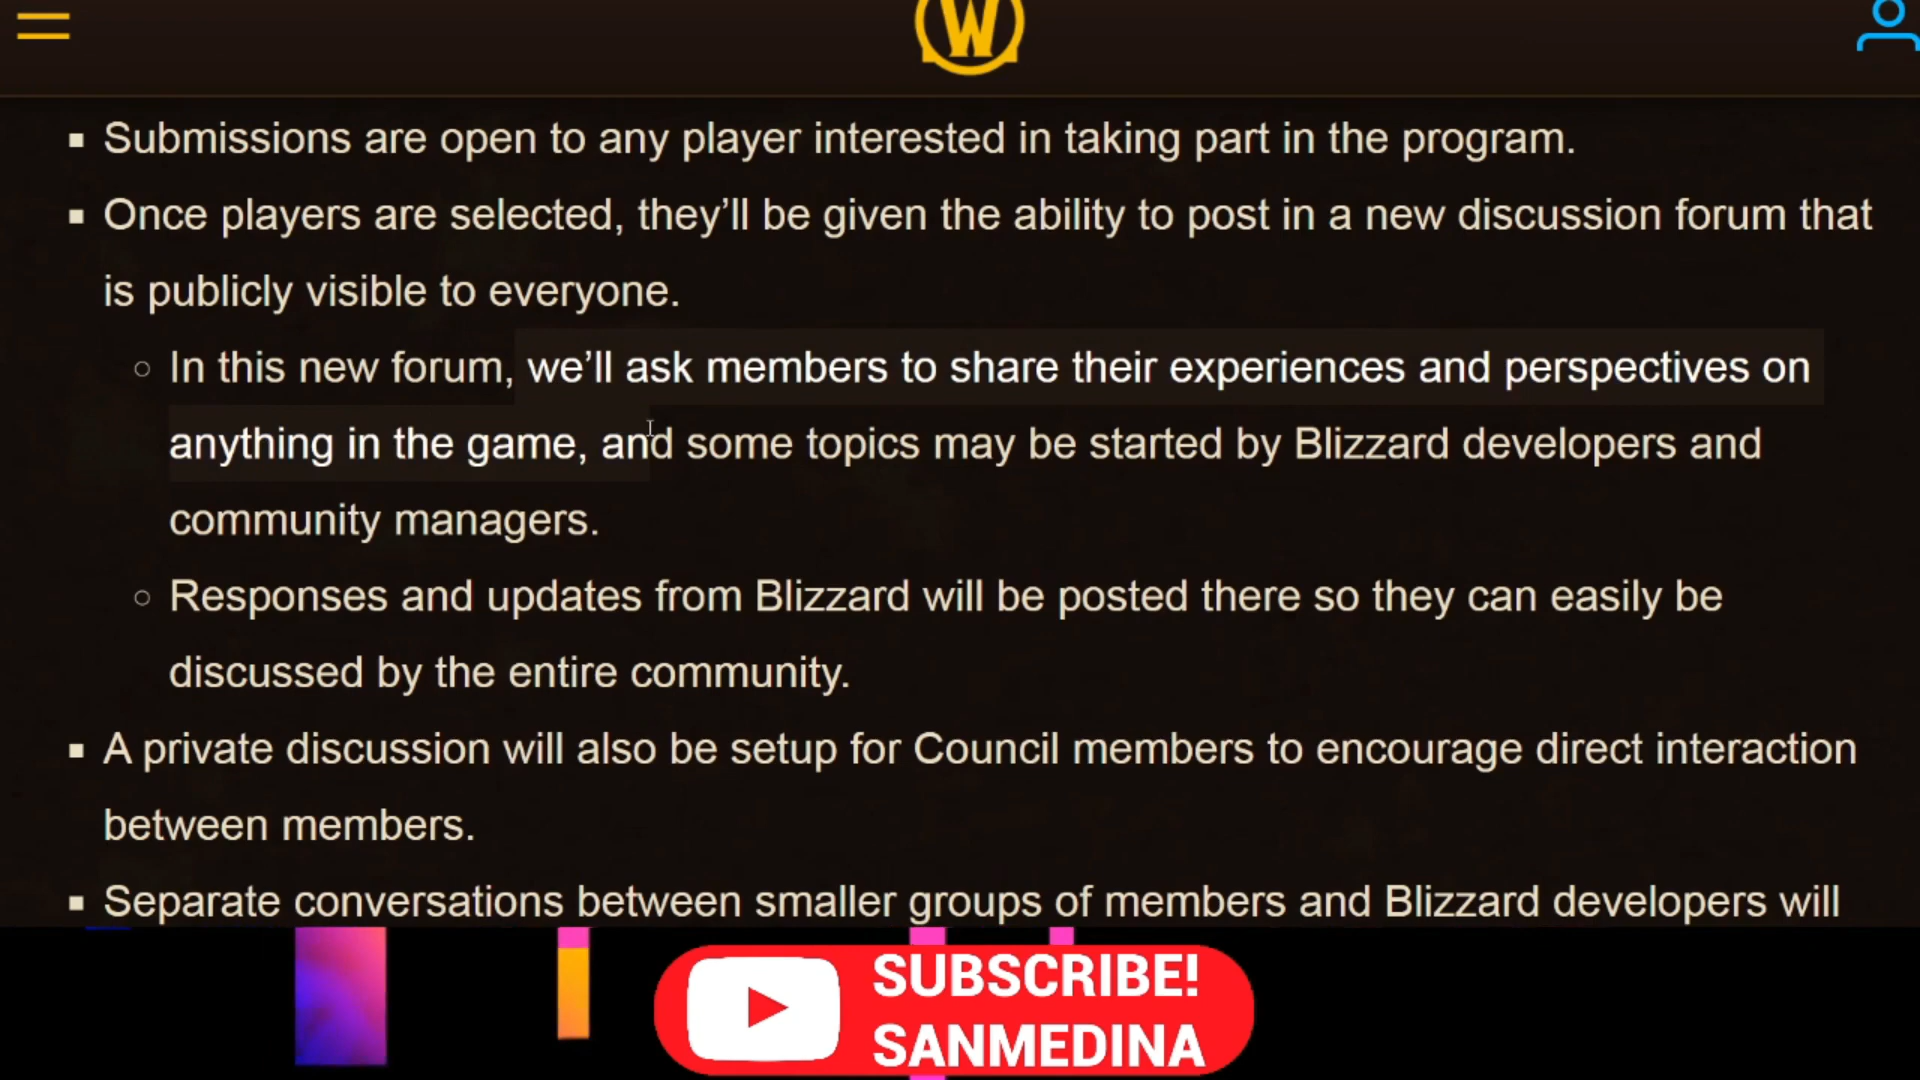 W
Submissions are open to any player interested in taking part in the program.
Once players are selected, they’ll be given the ability to post in a new discussion forum that
is publicly visible to everyone.
In this new forum, we’ll ask members to share their experiences and perspectives on
anything in the game, and some topics may be started by Blizzard developers and
community managers.
Responses and updates from Blizzard will be posted there so they can easily be
discussed by the entire community.
A private discussion will also be setup for Council members to encourage direct interaction
between members.
Separate conversations between smaller groups of members and Blizzard developers will
SUBSCRIBE!
SANMEDINA